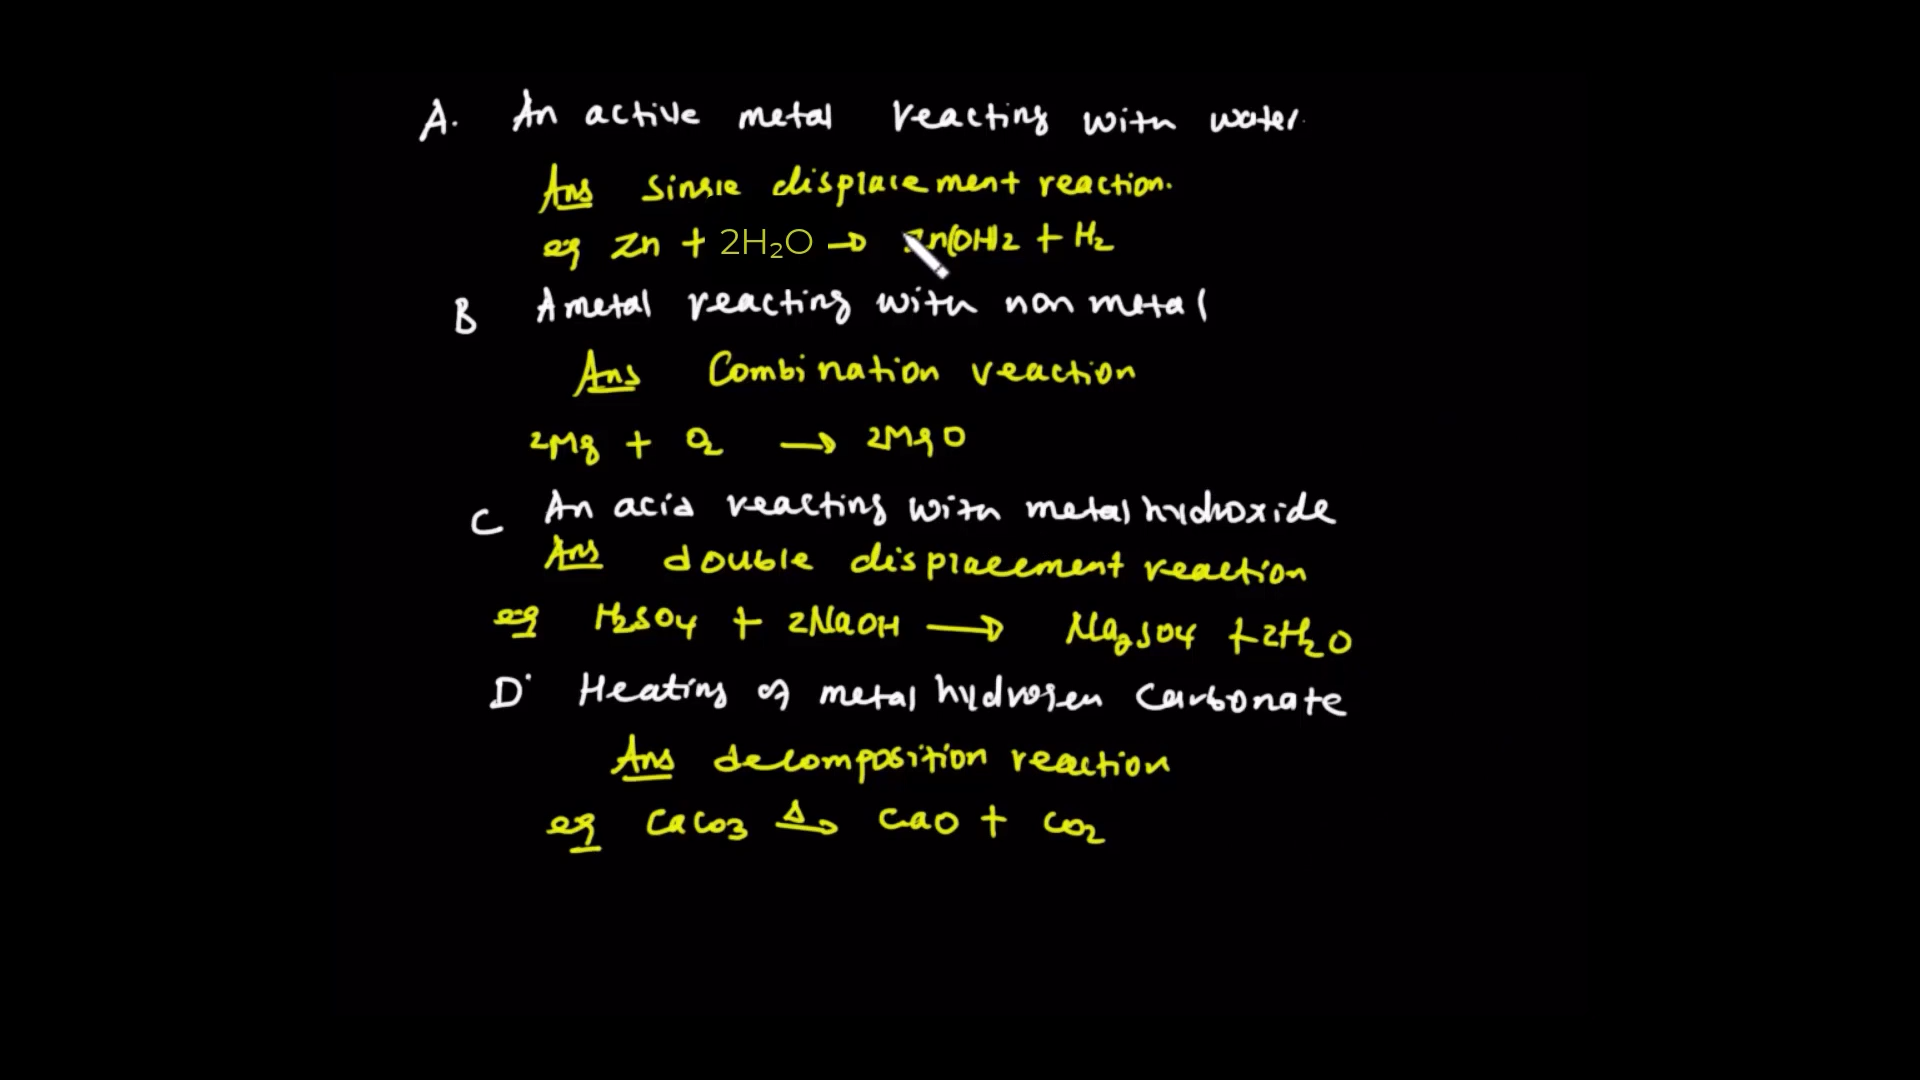 A. An active metal reacting with water.
Ans single displacement reaction.
eg Zn + 2H₂O → Zn(OH)2 + H2
B A metal reacting with non metal
Ans Combination reaction
2Mg + O2 → 2MgO
C An acid reacting with metal hydroxide
Ans double displacement reaction
eg H2SO4 + 2NaOH → Na2SO4 + 2H2O
D. Heating of metal hydrogen carbonate
Ans decomposition reaction
eg CaCO3 Δ→ CaO + CO2